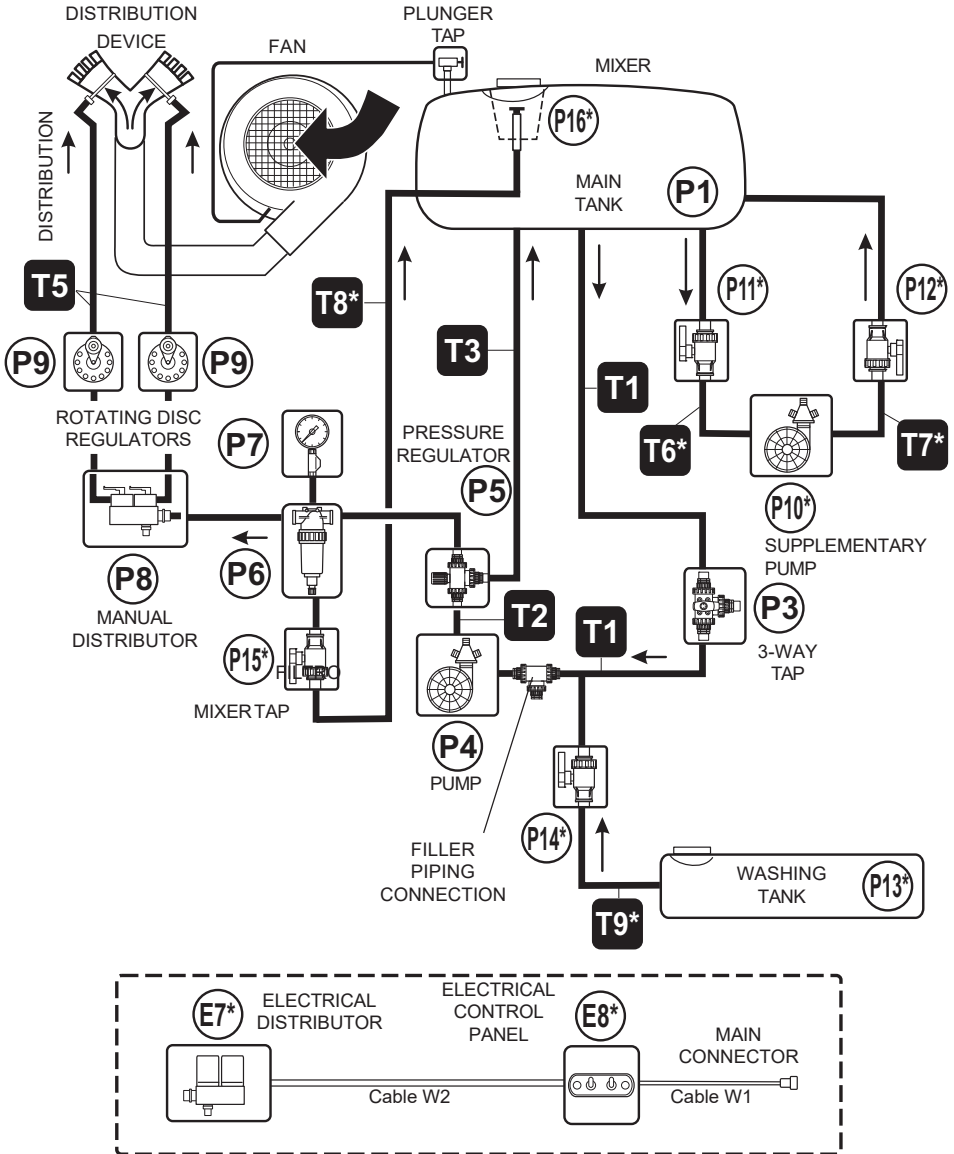 DISTRIBUTION
DEVICE
FAN
PLUNGER
TAP
MIXER
P16*
MAIN
TANK
P1
DISTRIBUTION
T5
T8*
T3
T1
P11*
P12*
P9
P9
ROTATING DISC
REGULATORS
P7
PRESSURE
REGULATOR
P5
T6*
T7*
P10*
SUPPLEMENTARY
PUMP
P8
MANUAL
DISTRIBUTOR
P6
T2
T1
P3
3-WAY
TAP
P15*
MIXER TAP
P4
PUMP
P14*
FILLER
PIPING
CONNECTION
WASHING
TANK
P13*
T9*
E7*
ELECTRICAL
DISTRIBUTOR
ELECTRICAL
CONTROL
PANEL
E8*
MAIN
CONNECTOR
Cable W2
Cable W1